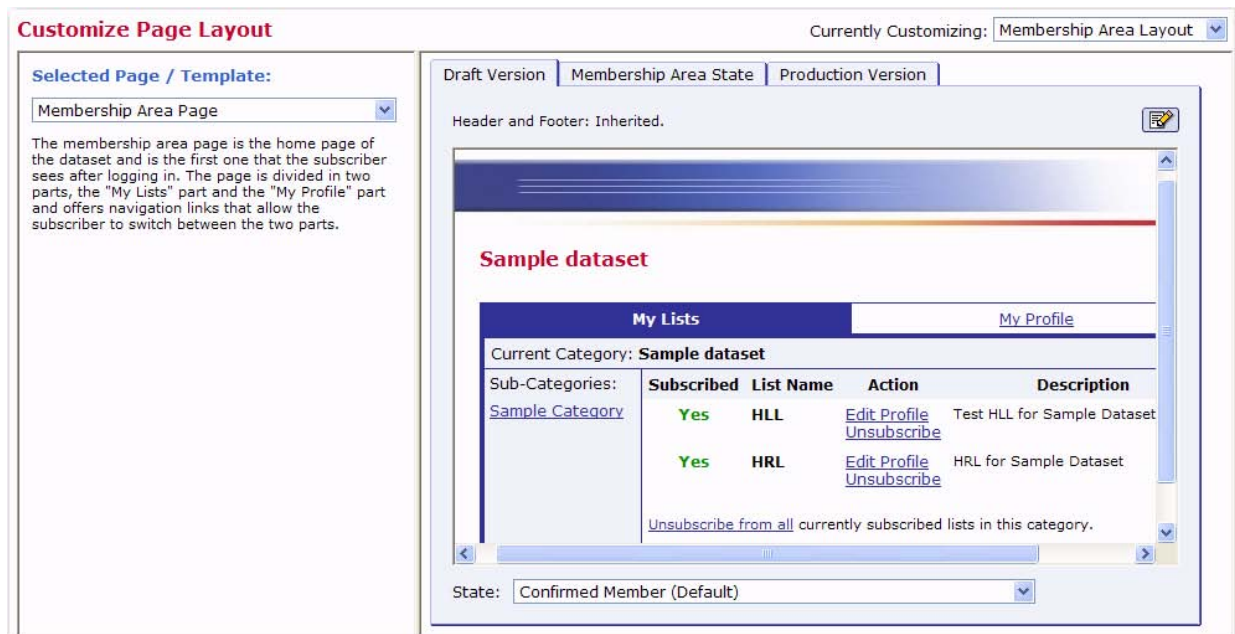 Customize Page Layout
Currently Customizing: Membership Area Layout
Selected Page / Template:
Membership Area Page
The membership area page is the home page of
the dataset and is the first one that the subscriber
sees after logging in. The page is divided in two
parts, the "My Lists" part and the "My Profile" part
and offers navigation links that allow the
subscriber to switch between the two parts.
Draft Version Membership Area State Production Version
Header and Footer: Inherited.
Sample dataset
My Lists My Profile
Current Category: Sample dataset
Sub-Categories: Subscribed List Name Action Description
Sample Category Yes HLL Edit Profile Test HLL for Sample Dataset
Unsubscribe
Yes HRL Edit Profile HRL for Sample Dataset
Unsubscribe
Unsubscribe from all currently subscribed lists in this category.
State: Confirmed Member (Default)